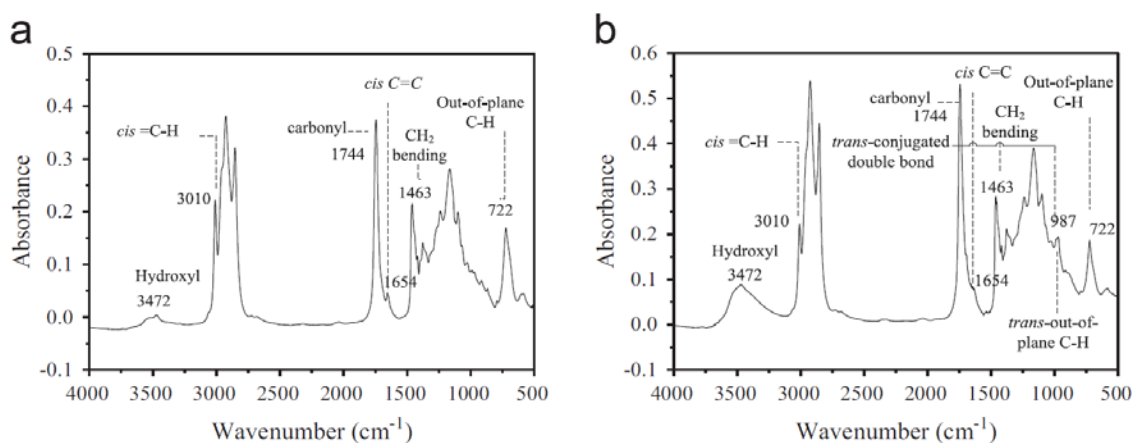 a
0.5
0.4
0.3
0.2
0.1
0.0
-0.1
Absorbance
cis C=C
Out-of-plane
C-H
cis =C-H
carbonyl
1744
CH₂
bending
3010
1463
722
1654
Hydroxyl
3472
4000 3500 3000 2500 2000 1500 1000 500
Wavenumber (cm⁻¹)
b
0.6
0.5
0.4
0.3
0.2
0.1
0.0
-0.1
Absorbance
cis C=C
Out-of-plane
C-H
carbonyl
1744
CH₂
bending
cis =C-H
trans-conjugated
double bond
1463
3010
987
722
Hydroxyl
3472
1654
trans-out-of-
plane C-H
4000 3500 3000 2500 2000 1500 1000 500
Wavenumber (cm⁻¹)